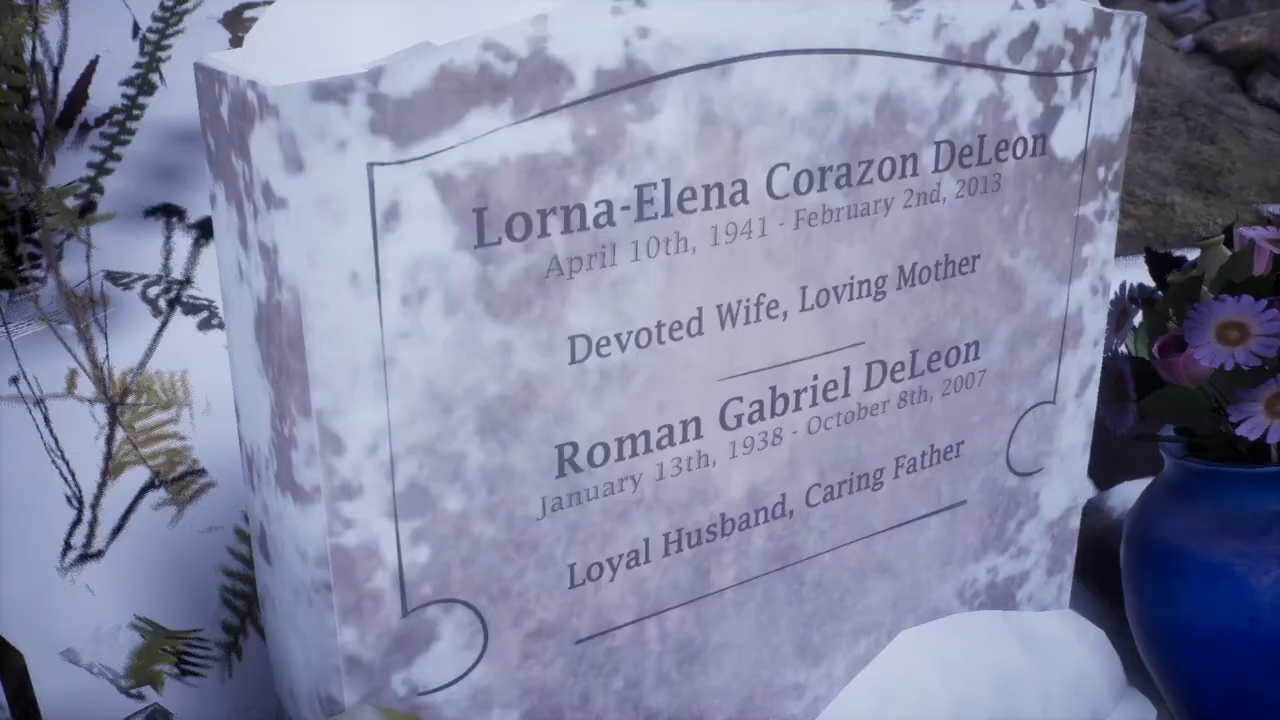 Lorna-Elena Corazon DeLeon
April 10th, 1941 - February 2nd, 2013
Devoted Wife, Loving Mother
Roman Gabriel DeLeon
January 13th, 1938 - October 8th, 2007
Loyal Husband, Caring Father